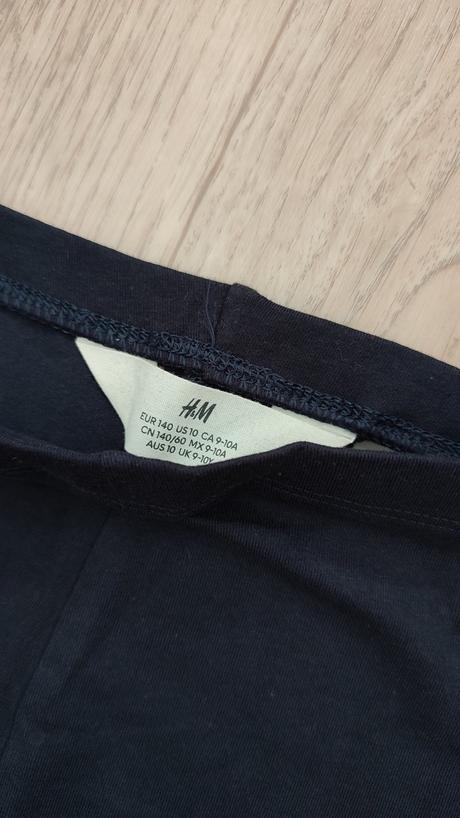 H&M
EUR 140 US 10 CA 9-10A
CN 140/60 MX 9-10A
AUS 10 UK 9-10Y